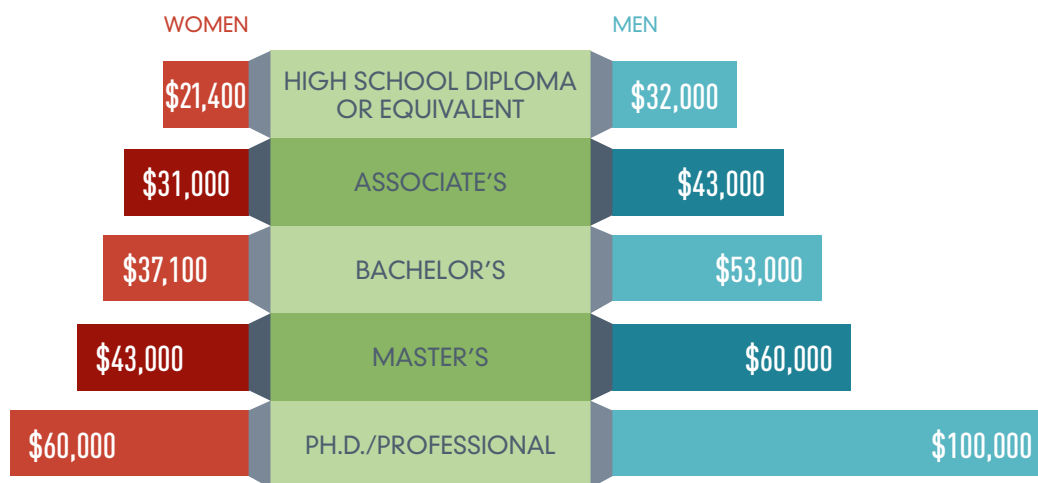 WOMEN
MEN
$21,400
HIGH SCHOOL DIPLOMA
OR EQUIVALENT
$32,000
$31,000
ASSOCIATE'S
$43,000
$37,100
BACHELOR'S
$53,000
$43,000
MASTER'S
$60,000
$60,000
PH.D./PROFESSIONAL
$100,000